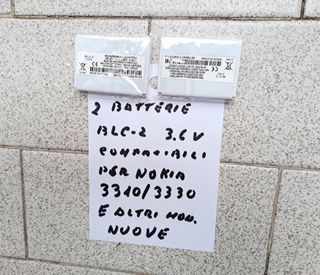 2 BATTERIE
BLC-2 3.6V
COMPATIBILI
PER NOKIA
3310/3330
E ALTRI MOD.
NUOVE